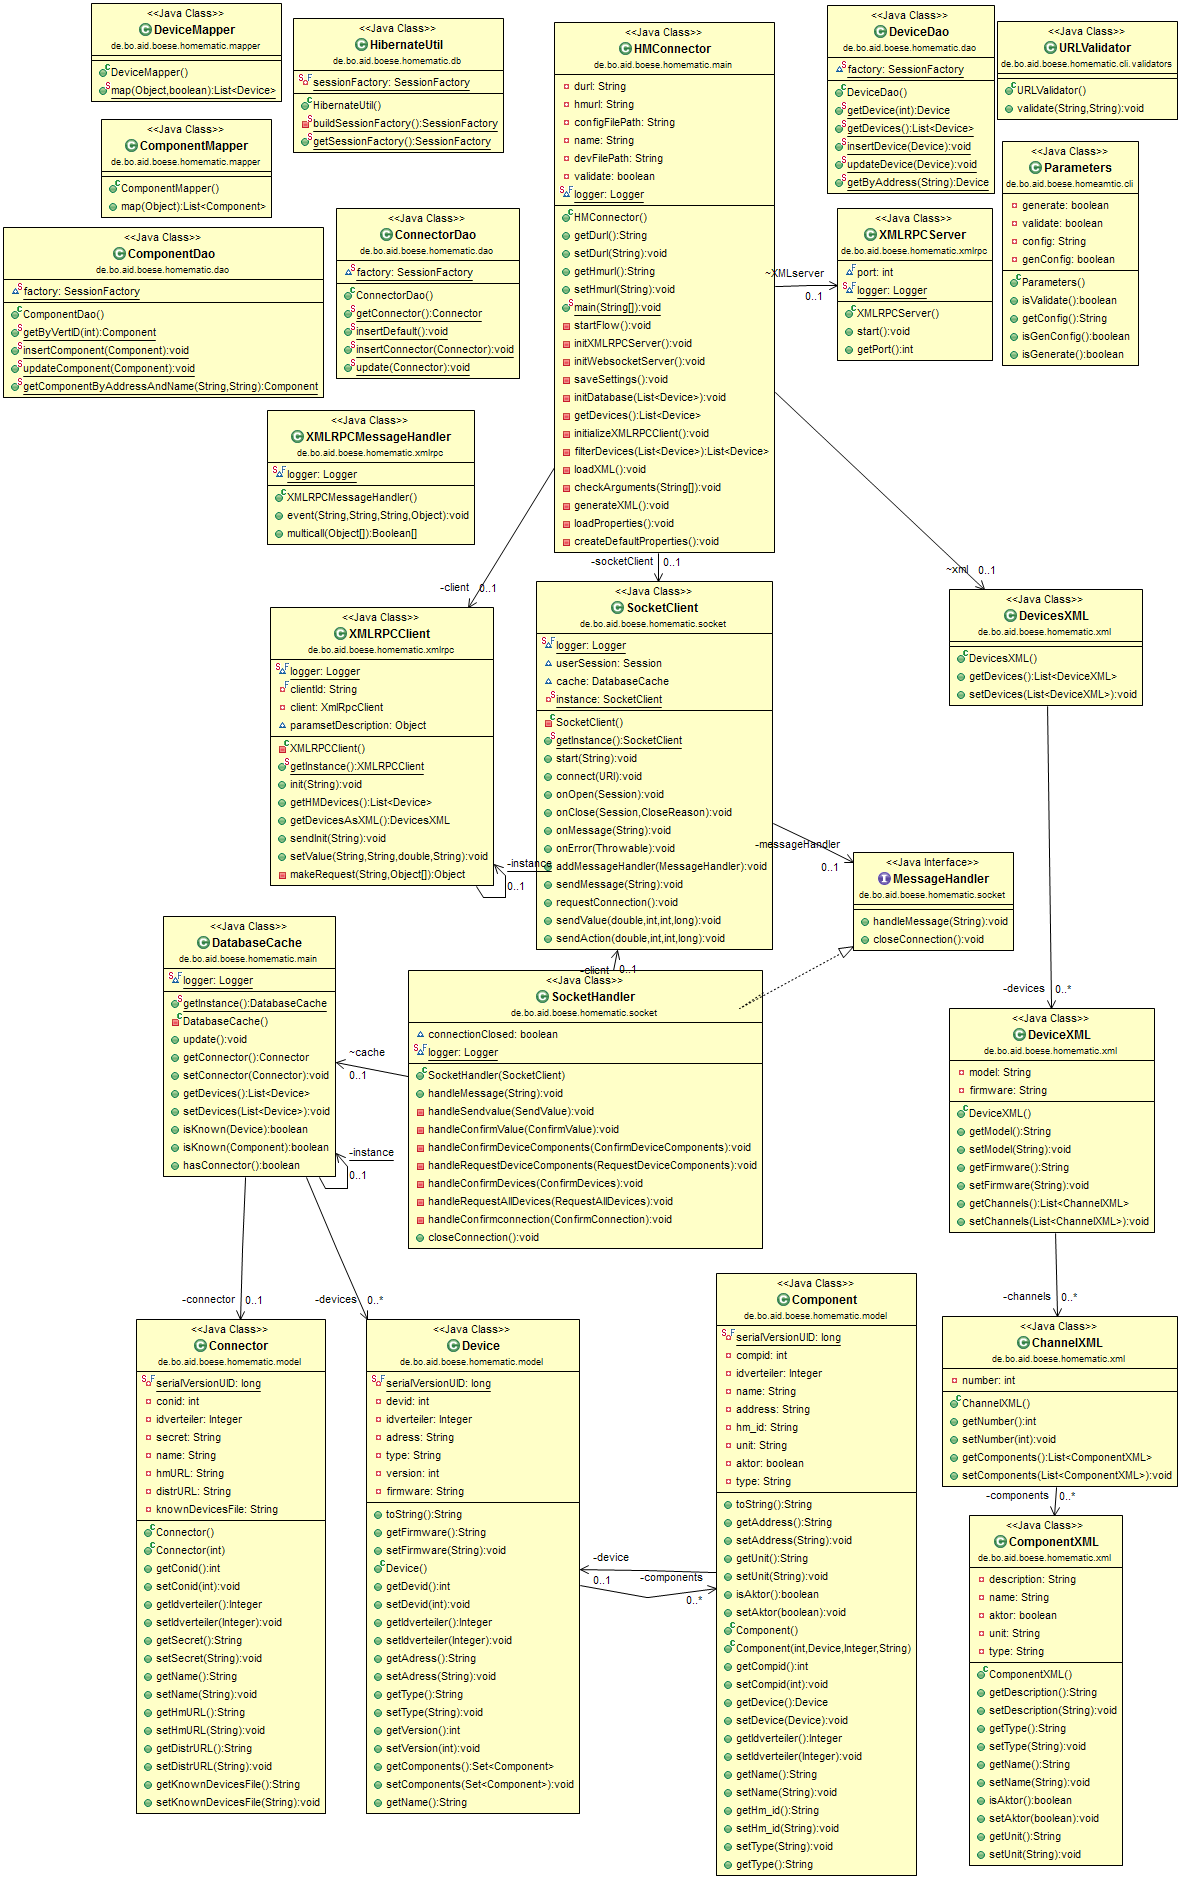 <<Java Class>>
DeviceMapper
de.bo.aid.boese.homematic.mapper
DeviceMapper()
map(Object,boolean):List<Device>
<<Java Class>>
HibernateUtil
de.bo.aid.boese.homematic.db
sessionFactory: SessionFactory
HibernateUtil()
buildSessionFactory():SessionFactory
getSessionFactory():SessionFactory
<<Java Class>>
HMConnector
de.bo.aid.boese.homematic.main
durl: String
hmurl: String
configFilePath: String
name: String
devFilePath: String
validate: boolean
logger: Logger
HMConnector()
getDurl():String
setDurl(String):void
getHmurl():String
setHmurl(String):void
main(String[]):void
startFlow():void
initXMLRPCServer():void
initWebsocketServer():void
saveSettings():void
initDatabase(List<Device>):void
getDevices():List<Device>
initializeXMLRPCClient():void
filterDevices(List<Device>):List<Device>
loadXML():void
checkArguments(String[]):void
generateXML():void
loadProperties():void
createDefaultProperties():void
<<Java Class>>
DeviceDao
de.bo.aid.boese.homematic.dao
factory: SessionFactory
DeviceDao()
getDevice(int):Device
getDevices():List<Device>
insertDevice(Device):void
updateDevice(Device):void
getByAddress(String):Device
<<Java Class>>
URLValidator
de.bo.aid.boese.homematic.cli.validators
URLValidator()
validate(String,String):void
<<Java Class>>
ComponentMapper
de.bo.aid.boese.homematic.mapper
ComponentMapper()
map(Object):List<Component>
<<Java Class>>
Parameters
de.bo.aid.boese.homeamtic.cli
generate: boolean
validate: boolean
config: String
genConfig: boolean
Parameters()
isValidate():boolean
getConfig():String
isGenConfig():boolean
isGenerate():boolean
<<Java Class>>
ComponentDao
de.bo.aid.boese.homematic.dao
factory: SessionFactory
ComponentDao()
getByVertID(int):Component
insertComponent(Component):void
updateComponent(Component):void
getComponentByAddressAndName(String,String):Component
<<Java Class>>
ConnectorDao
de.bo.aid.boese.homematic.dao
factory: SessionFactory
ConnectorDao()
getConnector():Connector
insertDefault():void
insertConnector(Connector):void
update(Connector):void
<<Java Class>>
XMLRPCServer
de.bo.aid.boese.homematic.xmlrpc
port: int
logger: Logger
XMLRPCServer()
start():void
getPort():int
~XMLserver
0..1
<<Java Class>>
XMLRPCMessageHandler
de.bo.aid.boese.homematic.xmlrpc
logger: Logger
XMLRPCMessageHandler()
event(String,String,String,Object):void
multicall(Object[]):Boolean[]
-client 0..1
-socketClient 0..1
~xml 0..1
<<Java Class>>
XMLRPCClient
de.bo.aid.boese.homematic.xmlrpc
logger: Logger
clientId: String
client: XmlRpcClient
paramsetDescription: Object
XMLRPCClient()
getInstance():XMLRPCClient
init(String):void
getHMDevices():List<Device>
getDevicesAsXML():DevicesXML
sendInit(String):void
setValue(String,String,double,String):void
makeRequest(String,Object[]):Object
-instance
0..1
<<Java Class>>
SocketClient
de.bo.aid.boese.homematic.socket
logger: Logger
userSession: Session
cache: DatabaseCache
instance: SocketClient
SocketClient()
getInstance():SocketClient
start(String):void
connect(URI):void
onOpen(Session):void
onClose(Session,CloseReason):void
onMessage(String):void
onError(Throwable):void
addMessageHandler(MessageHandler):void
sendMessage(String):void
requestConnection():void
sendValue(double,int,int,long):void
sendAction(double,int,int,long):void
<<Java Class>>
DevicesXML
de.bo.aid.boese.homematic.xml
DevicesXML()
getDevices():List<DeviceXML>
setDevices(List<DeviceXML>):void
-messageHandler
0..1
<<Java Interface>>
MessageHandler
de.bo.aid.boese.homematic.socket
handleMessage(String):void
closeConnection():void
<<Java Class>>
DatabaseCache
de.bo.aid.boese.homematic.main
logger: Logger
getInstance():DatabaseCache
DatabaseCache()
update():void
getConnector():Connector
setConnector(Connector):void
getDevices():List<Device>
setDevices(List<Device>):void
isKnown(Device):boolean
isKnown(Component):boolean
hasConnector():boolean
~cache
0..1
-instance
0..1
-client 0..1
<<Java Class>>
SocketHandler
de.bo.aid.boese.homematic.socket
connectionClosed: boolean
logger: Logger
SocketHandler(SocketClient)
handleMessage(String):void
handleSendvalue(SendValue):void
handleConfirmValue(ConfirmValue):void
handleConfirmDeviceComponents(ConfirmDeviceComponents):void
handleRequestDeviceComponents(RequestDeviceComponents):void
handleConfirmDevices(ConfirmDevices):void
handleRequestAllDevices(RequestAllDevices):void
handleConfirmconnection(ConfirmConnection):void
closeConnection():void
-devices 0..*
<<Java Class>>
DeviceXML
de.bo.aid.boese.homematic.xml
model: String
firmware: String
DeviceXML()
getModel():String
setModel(String):void
getFirmware():String
setFirmware(String):void
getChannels():List<ChannelXML>
setChannels(List<ChannelXML>):void
-connector 0..1
-devices 0..*
-channels 0..*
<<Java Class>>
Connector
de.bo.aid.boese.homematic.model
serialVersionUID: long
conid: int
idverteiler: Integer
secret: String
name: String
hmURL: String
distrURL: String
knownDevicesFile: String
Connector()
Connector(int)
getConid():int
setConid(int):void
getIdverteiler():Integer
setIdverteiler(Integer):void
getSecret():String
setSecret(String):void
getName():String
setName(String):void
getHmURL():String
setHmURL(String):void
getDistrURL():String
setDistrURL(String):void
getKnownDevicesFile():String
setKnownDevicesFile(String):void
<<Java Class>>
Device
de.bo.aid.boese.homematic.model
serialVersionUID: long
devid: int
idverteiler: Integer
adress: String
type: String
version: int
firmware: String
toString():String
getFirmware():String
setFirmware(String):void
Device()
getDevid():int
setDevid(int):void
getIdverteiler():Integer
setIdverteiler(Integer):void
getAdress():String
setAdress(String):void
getType():String
setType(String):void
getVersion():int
setVersion(int):void
getComponents():Set<Component>
setComponents(Set<Component>):void
getName():String
-device
0..1
-components
0..*
<<Java Class>>
Component
de.bo.aid.boese.homematic.model
serialVersionUID: long
compid: int
idverteiler: Integer
name: String
address: String
hm_id: String
unit: String
aktor: boolean
type: String
toString():String
getAddress():String
setAddress(String):void
getUnit():String
setUnit(String):void
isAktor():boolean
setAktor(boolean):void
Component()
Component(int,Device,Integer,String)
getCompid():int
setCompid(int):void
getDevice():Device
setDevice(Device):void
getIdverteiler():Integer
setIdverteiler(Integer):void
getName():String
setName(String):void
getHm_id():String
setHm_id(String):void
setType(String):void
getType():String
<<Java Class>>
ChannelXML
de.bo.aid.boese.homematic.xml
number: int
ChannelXML()
getNumber():int
setNumber(int):void
getComponents():List<ComponentXML>
setComponents(List<ComponentXML>):void
-components 0..*
<<Java Class>>
ComponentXML
de.bo.aid.boese.homematic.xml
description: String
name: String
aktor: boolean
unit: String
type: String
ComponentXML()
getDescription():String
setDescription(String):void
getType():String
setType(String):void
getName():String
setName(String):void
isAktor():boolean
setAktor(boolean):void
getUnit():String
setUnit(String):void